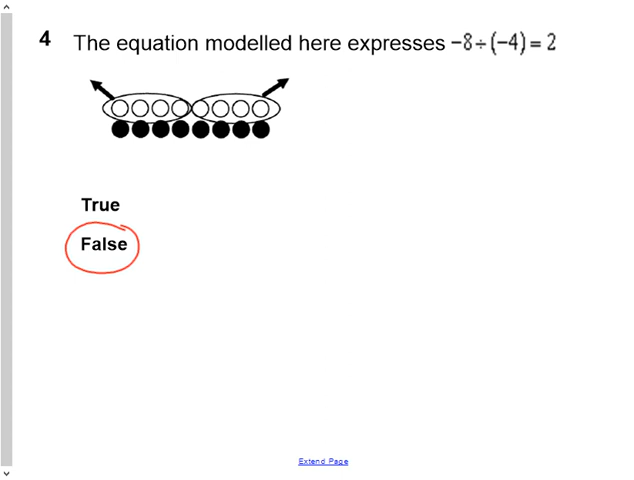 4 The equation modelled here expresses −8 ÷ (−4) = 2
True
False
Extend Page